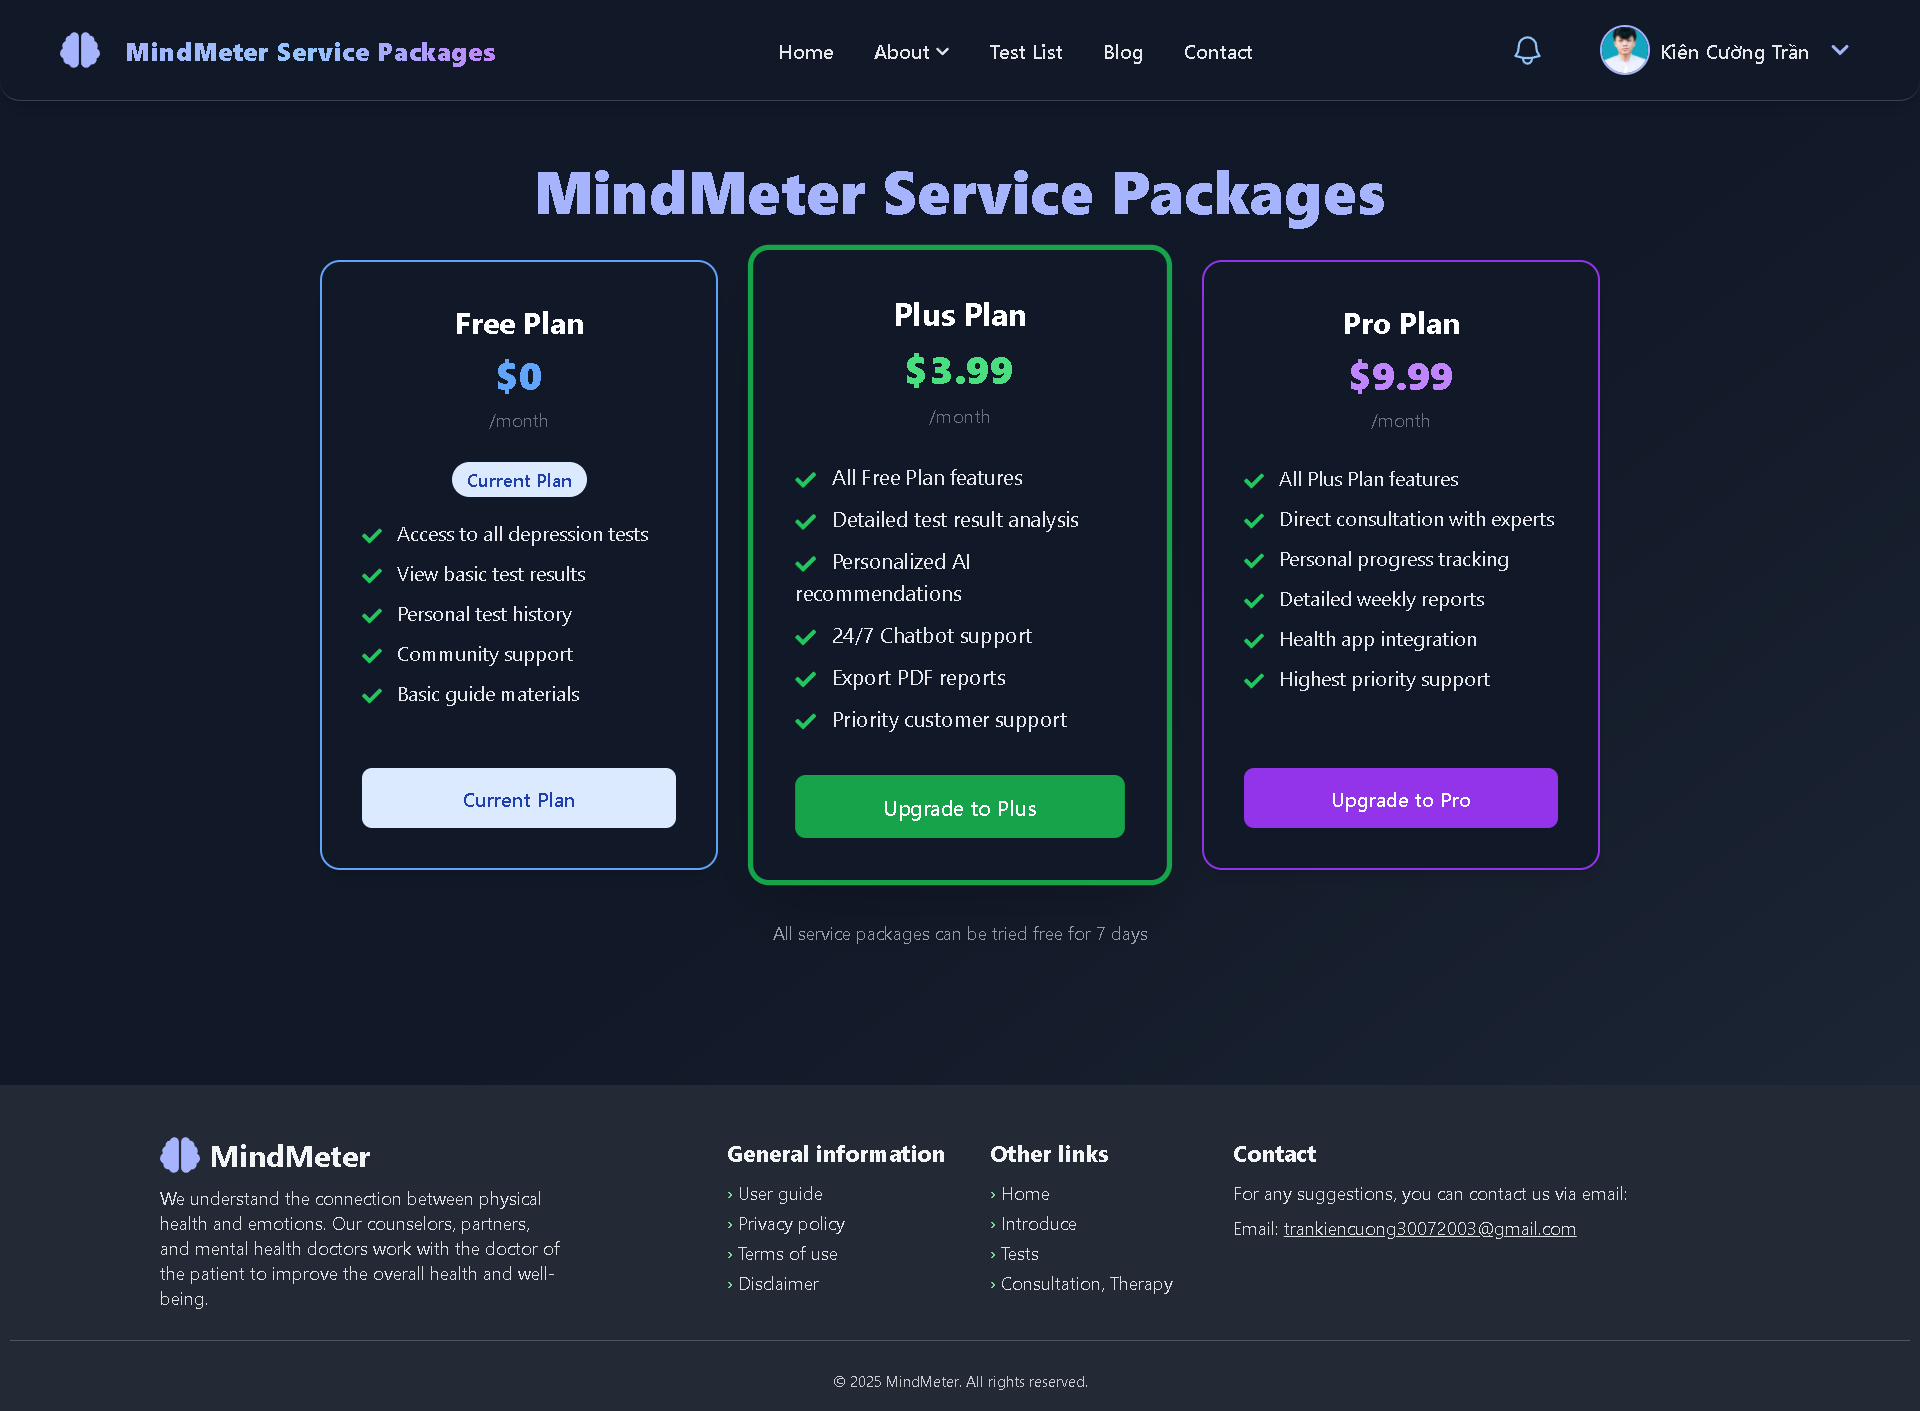 MindMeter Service Packages
Home
About
Test List
Blog
Contact
Kiên Cường Trần
MindMeter Service Packages
Free Plan
$0
/month
Current Plan
Access to all depression tests
View basic test results
Personal test history
Community support
Basic guide materials
Current Plan
Plus Plan
$3.99
/month
All Free Plan features
Detailed test result analysis
Personalized AI
recommendations
24/7 Chatbot support
Export PDF reports
Priority customer support
Upgrade to Plus
Pro Plan
$9.99
/month
All Plus Plan features
Direct consultation with experts
Personal progress tracking
Detailed weekly reports
Health app integration
Highest priority support
Upgrade to Pro
All service packages can be tried free for 7 days
MindMeter
We understand the connection between physical
health and emotions. Our counselors, partners,
and mental health doctors work with the doctor of
the patient to improve the overall health and well-
being.
General information
› User guide
› Privacy policy
› Terms of use
› Disclaimer
Other links
› Home
› Introduce
› Tests
› Consultation, Therapy
Contact
For any suggestions, you can contact us via email:
Email: trankiencuong30072003@gmail.com
© 2025 MindMeter. All rights reserved.